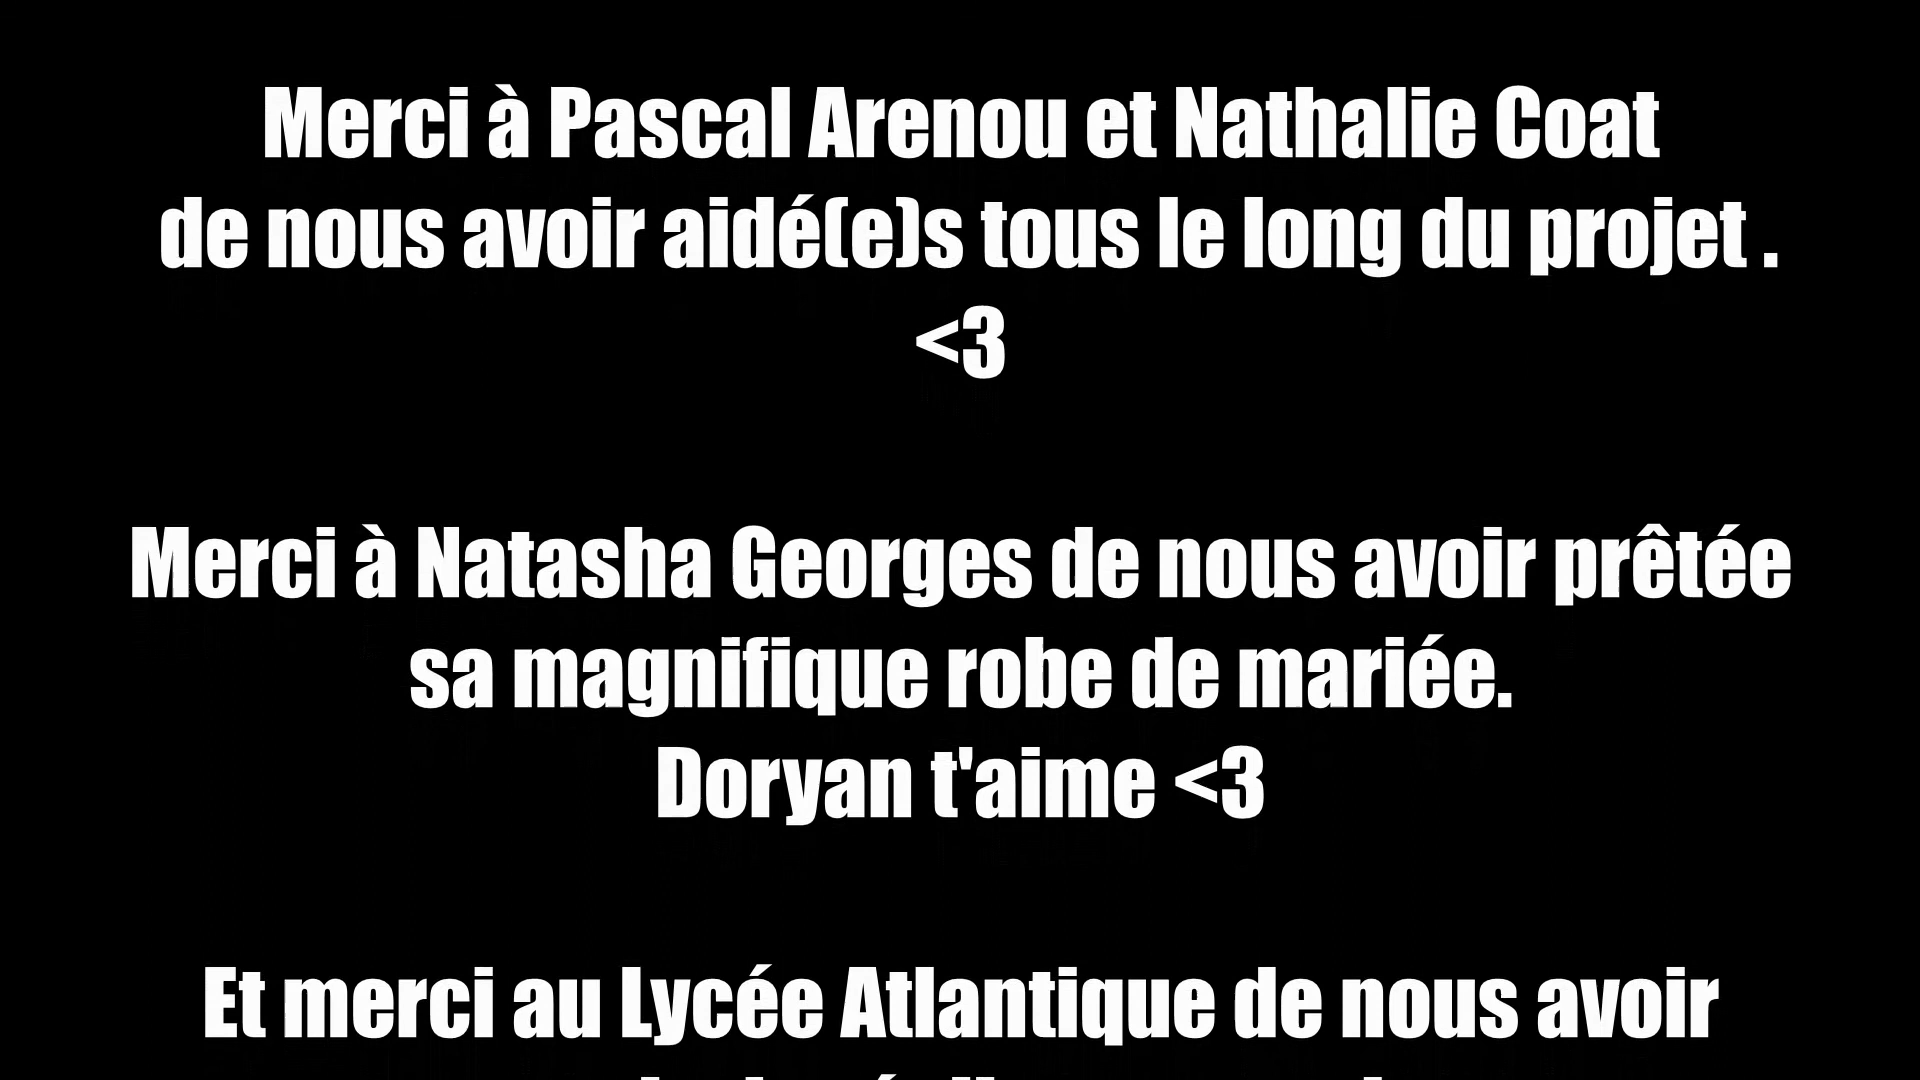 Merci à Pascal Arenou et Nathalie Coat
de nous avoir aidé(e)s tous le long du projet .
<3
Merci à Natasha Georges de nous avoir prêtée
sa magnifique robe de mariée.
Doryan t'aime <3
Et merci au Lycée Atlantique de nous avoir